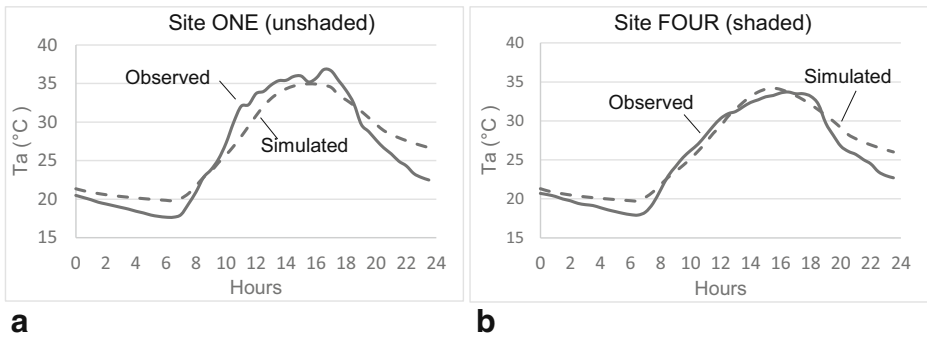 Site ONE (unshaded)
40
35
30
25
20
15
Ta (°C )
Observed
Simulated
0 2 4 6 8 10 12 14 16 18 20 22 24
Hours
a
Site FOUR (shaded)
40
35
30
25
20
15
Ta (°C )
Observed
Simulated
0 2 4 6 8 10 12 14 16 18 20 22 24
Hours
b